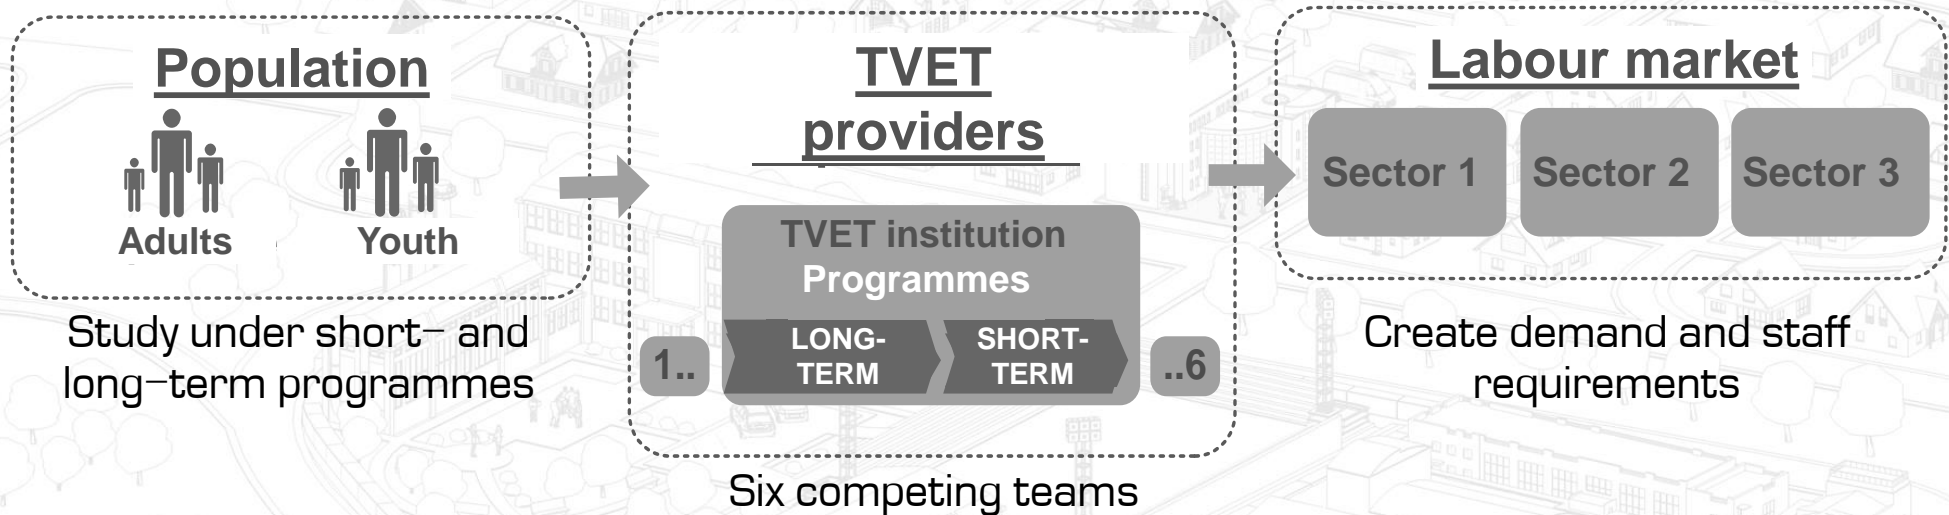 Population
Adults
Youth
Study under short- and
long-term programmes
TVET
providers
TVET institution
Programmes
1..
LONG-
TERM
SHORT-
TERM
..6
Six competing teams
Labour market
Sector 1
Sector 2
Sector 3
Create demand and staff
requirements